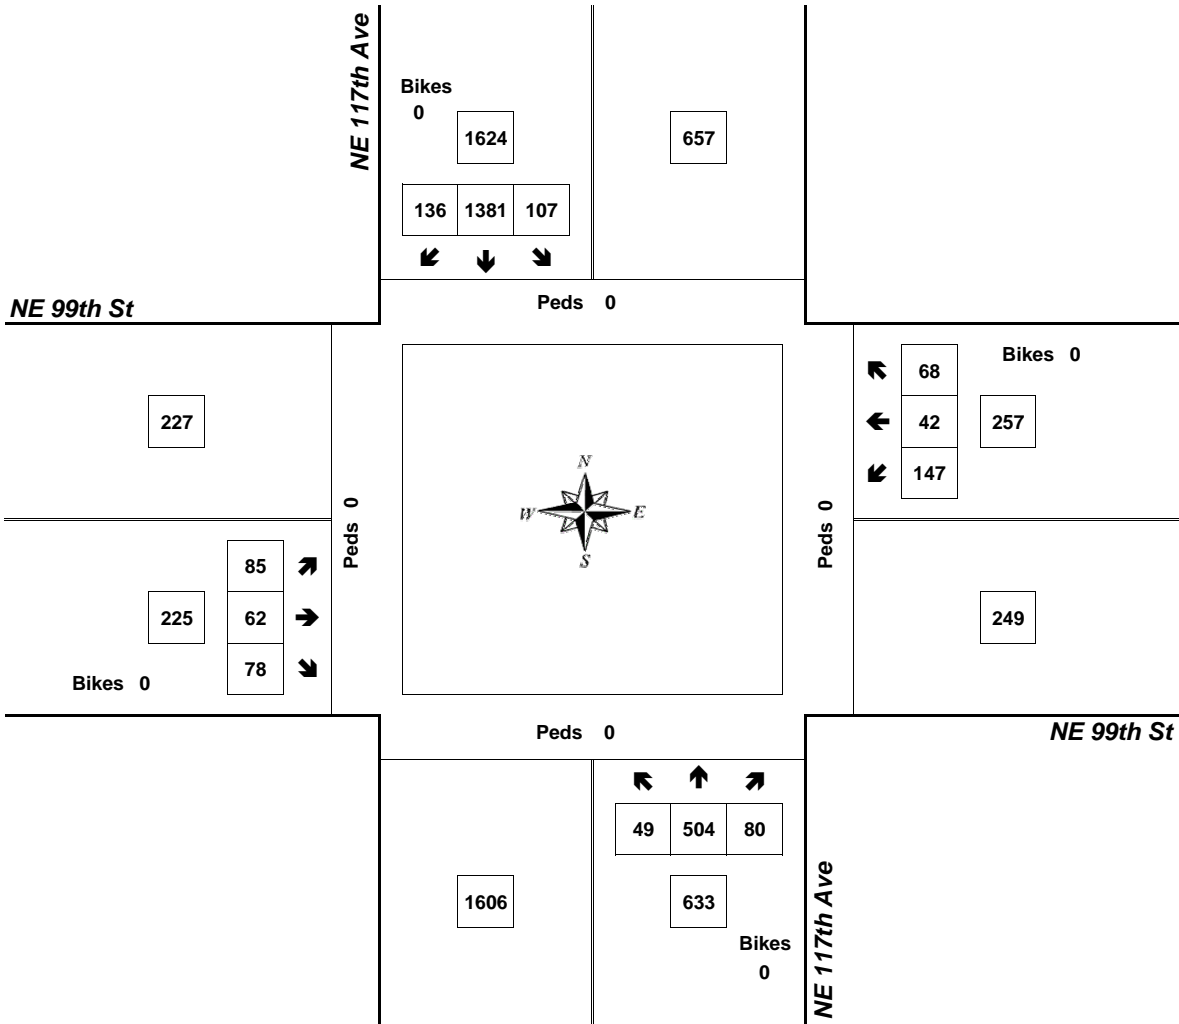 NE 117th Ave
Bikes
0
1624
657
136 1381 107
Peds 0
NE 99th St
68
Bikes 0
227
42
257
147
N
W E
S
Peds 0
Peds 0
85
225
62
249
78
Bikes 0
Peds 0
NE 99th St
49 504 80
1606
633
NE 117th Ave
Bikes
0